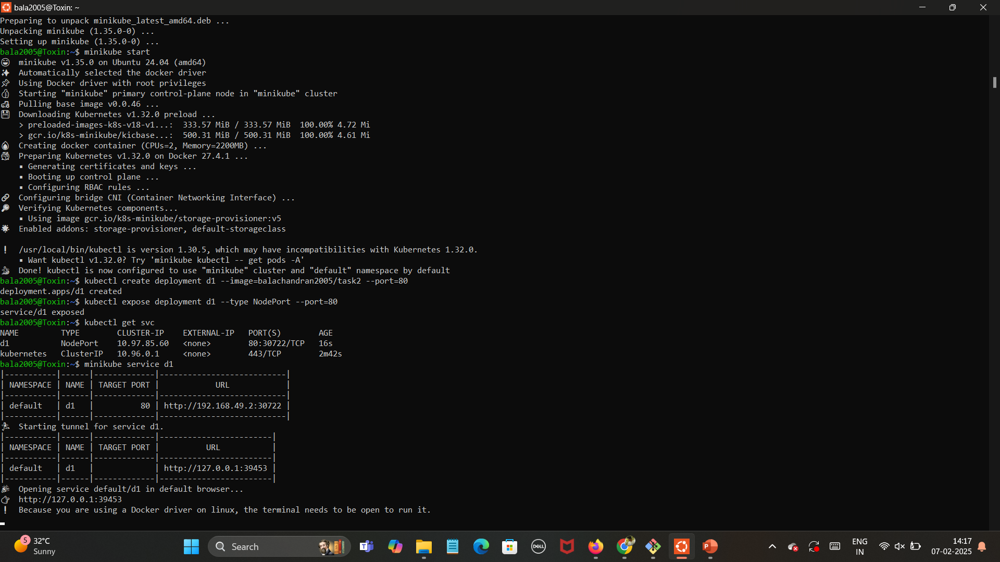 bala2005@Toxin: ~
Preparing to unpack minikube_latest_amd64.deb ...
Unpacking minikube (1.35.0-0) ...
Setting up minikube (1.35.0-0) ...
bala2005@Toxin:~$ minikube start
minikube v1.35.0 on Ubuntu 24.04 (amd64)
Automatically selected the docker driver
Using Docker driver with root privileges
Starting "minikube" primary control-plane node in "minikube" cluster
Pulling base image v0.0.46 ...
Downloading Kubernetes v1.32.0 preload ...
> preloaded-images-k8s-v18-v1...:  333.57 MiB / 333.57 MiB  100.00% 4.72 Mi
> gcr.io/k8s-minikube/kicbase...:  500.31 MiB / 500.31 MiB  100.00% 4.61 Mi
Creating docker container (CPUs=2, Memory=2200MB) ...
Preparing Kubernetes v1.32.0 on Docker 27.4.1 ...
▪ Generating certificates and keys ...
▪ Booting up control plane ...
▪ Configuring RBAC rules ...
Configuring bridge CNI (Container Networking Interface) ...
Verifying Kubernetes components...
▪ Using image gcr.io/k8s-minikube/storage-provisioner:v5
Enabled addons: storage-provisioner, default-storageclass
! /usr/local/bin/kubectl is version 1.30.5, which may have incompatibilities with Kubernetes 1.32.0.
▪ Want kubectl v1.32.0? Try 'minikube kubectl -- get pods -A'
Done! kubectl is now configured to use "minikube" cluster and "default" namespace by default
bala2005@Toxin:~$ kubectl create deployment d1 --image=balachandran2005/task2 --port=80
deployment.apps/d1 created
bala2005@Toxin:~$ kubectl expose deployment d1 --type NodePort --port=80
service/d1 exposed
bala2005@Toxin:~$ kubectl get svc
NAME         TYPE        CLUSTER-IP    EXTERNAL-IP   PORT(S)        AGE
d1           NodePort    10.97.85.60   <none>        80:30722/TCP   16s
kubernetes   ClusterIP   10.96.0.1     <none>        443/TCP        2m42s
bala2005@Toxin:~$ minikube service d1
|-----------|------|-------------|---------------------------|
| NAMESPACE | NAME | TARGET PORT |            URL            |
|-----------|------|-------------|---------------------------|
| default   | d1   |          80 | http://192.168.49.2:30722 |
|-----------|------|-------------|---------------------------|
Starting tunnel for service d1.
|-----------|------|-------------|------------------------|
| NAMESPACE | NAME | TARGET PORT |          URL           |
|-----------|------|-------------|------------------------|
| default   | d1   |             | http://127.0.0.1:39453 |
|-----------|------|-------------|------------------------|
Opening service default/d1 in default browser...
http://127.0.0.1:39453
! Because you are using a Docker driver on linux, the terminal needs to be open to run it.
5
32°C
Sunny
Search
DELL
ENG
IN
14:17
07-02-2025